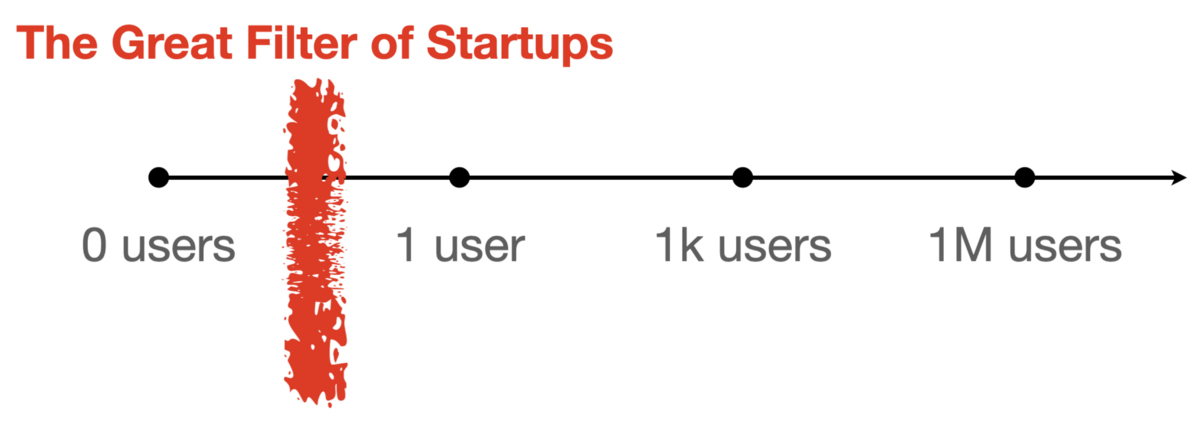 The Great Filter of Startups
0 users
1 user
1k users
1M users